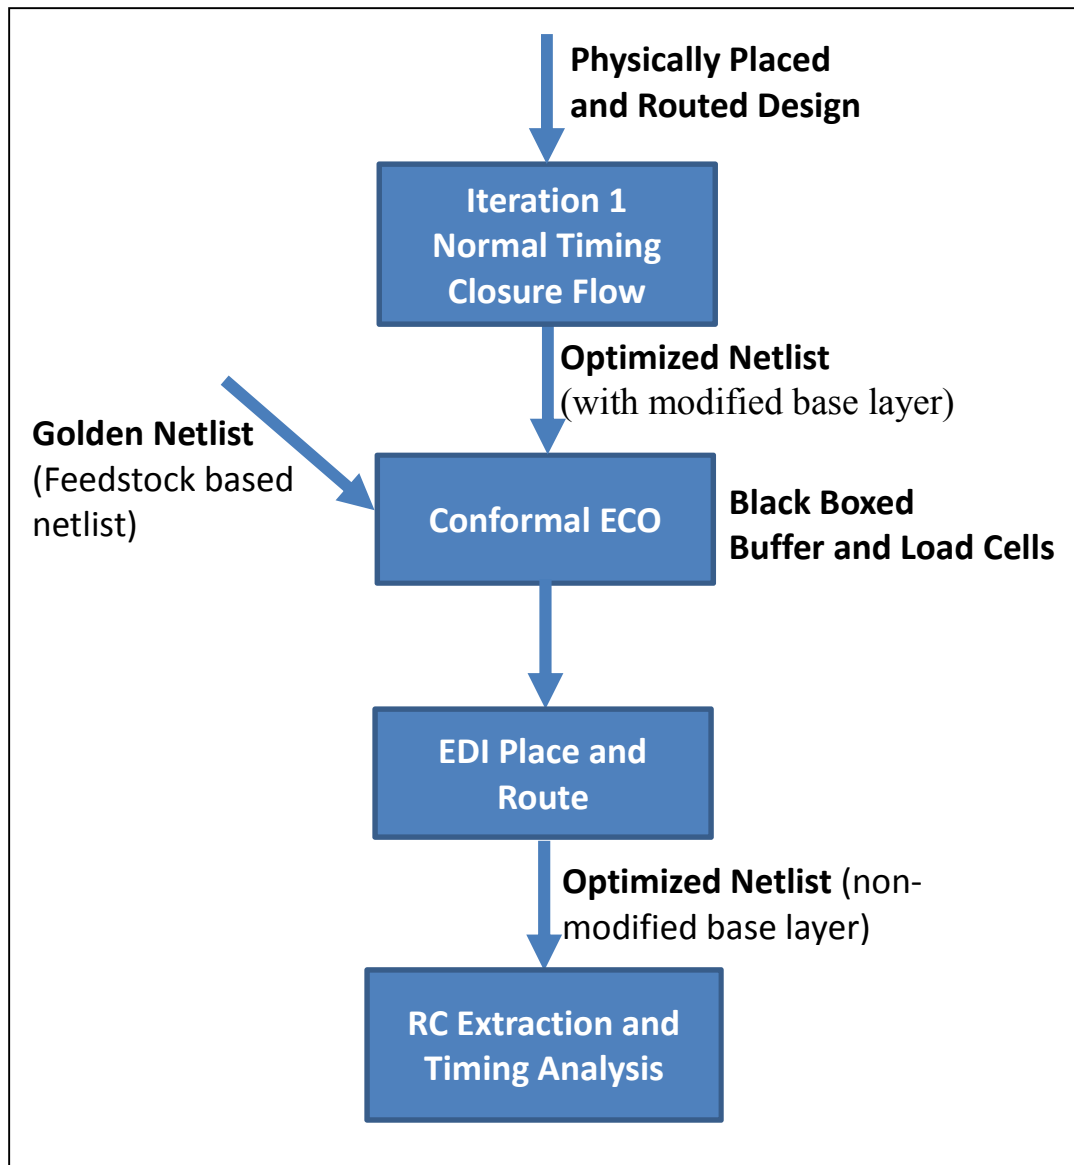 Physically Placed
and Routed Design
Iteration 1
Normal Timing
Closure Flow
Optimized Netlist
(with modified base layer)
Golden Netlist
(Feedstock based
netlist)
Conformal ECO
Black Boxed
Buffer and Load Cells
EDI Place and
Route
Optimized Netlist (non-
modified base layer)
RC Extraction and
Timing Analysis